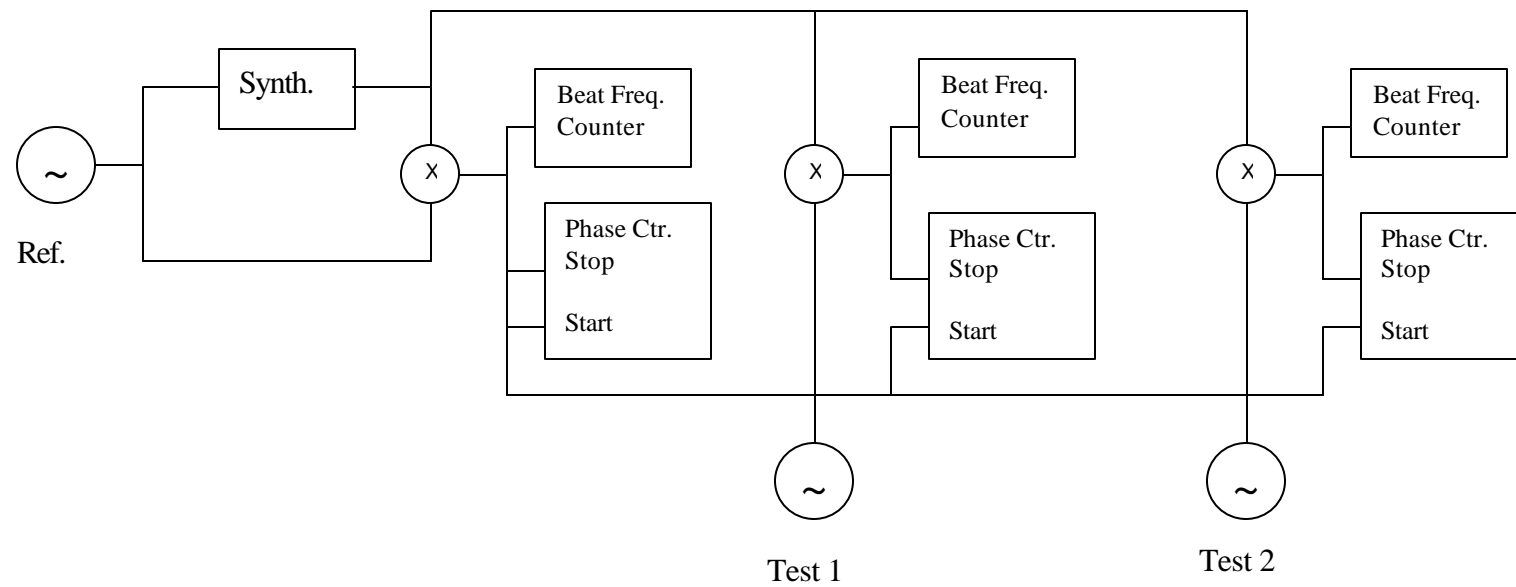 Synth.
Beat Freq.
Counter
Beat Freq.
Counter
Beat Freq.
Counter
~
X
X
X
Ref.
Phase Ctr.
Stop
Start
Phase Ctr.
Stop
Start
Phase Ctr.
Stop
Start
~
~
Test 1
Test 2